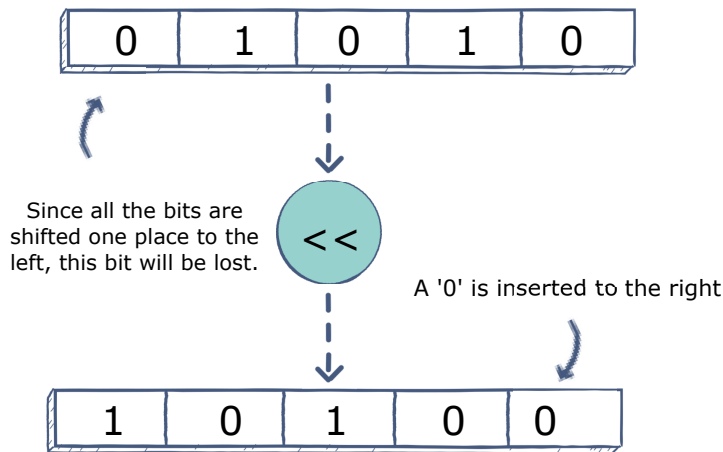 0 1 0 1 0
Since all the bits are
shifted one place to the
left, this bit will be lost.
<<
A '0' is inserted to the right
1 0 1 0 0